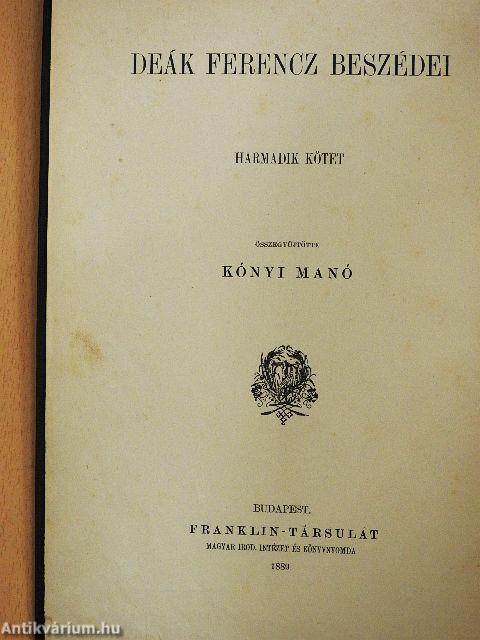 DEÁK FERENCZ BESZÉDEI
HARMADIK KÖTET
ÖSSZEGYŰJTÖTTE
KÓNYI MANÓ
BUDAPEST.
FRANKLIN-TÁRSULAT
MAGYAR IROD. INTÉZET ÉS KÖNYVNYOMDA
1889
Antikvárium.hu